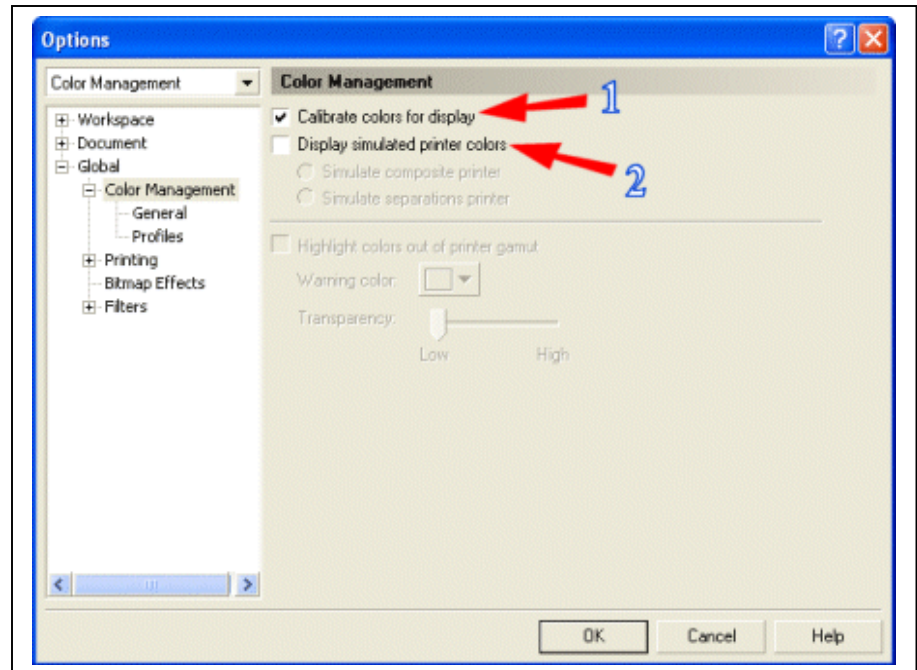 Options
Color Management
Color Management
Workspace
Document
Global
Color Management
General
Profiles
Printing
Bitmap Effects
Filters
Calibrate colors for display
1
Display simulated printer colors
2
Simulate composite printer
Simulate separations printer
Highlight colors out of printer gamut
Warning color:
Transparency:
Low High
OK Cancel Help